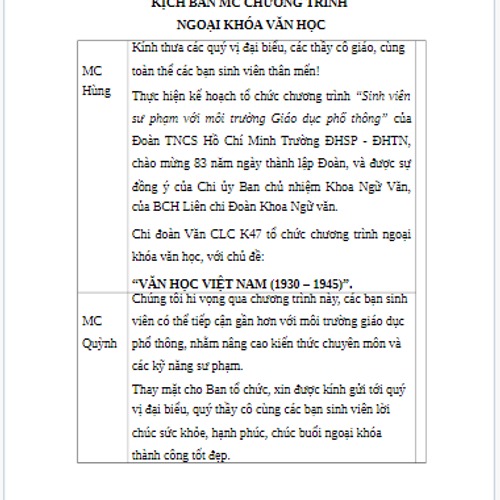 KỊCH BẢN MC CHƯƠNG TRÌNH
NGOẠI KHÓA VĂN HỌC
MC
Hùng
Kính thưa các quý vị đại biểu, các thầy cô giáo, cùng
toàn thể các bạn sinh viên thân mến!
Thực hiện kế hoạch tổ chức chương trình “Sinh viên
sư phạm với môi trường Giáo dục phổ thông” của
Đoàn TNCS Hồ Chí Minh Trường ĐHSP - ĐHTN,
chào mừng 83 năm ngày thành lập Đoàn, và được sự
đồng ý của Chi ủy Ban chủ nhiệm Khoa Ngữ Văn,
của BCH Liên chi Đoàn Khoa Ngữ văn.
Chi đoàn Văn CLC K47 tổ chức chương trình ngoại
khóa văn học, với chủ đề:
“VĂN HỌC VIỆT NAM (1930 – 1945)”.
MC
Quỳnh
Chúng tôi hi vọng qua chương trình này, các bạn sinh
viên có thể tiếp cận gần hơn với môi trường giáo dục
phổ thông, nhằm nâng cao kiến thức chuyên môn và
các kỹ năng sư phạm.
Thay mặt cho Ban tổ chức, xin được kính gửi tới quý
vị đại biểu, quý thầy cô cùng các bạn sinh viên lời
chúc sức khỏe, hạnh phúc, chúc buổi ngoại khóa
thành công tốt đẹp.